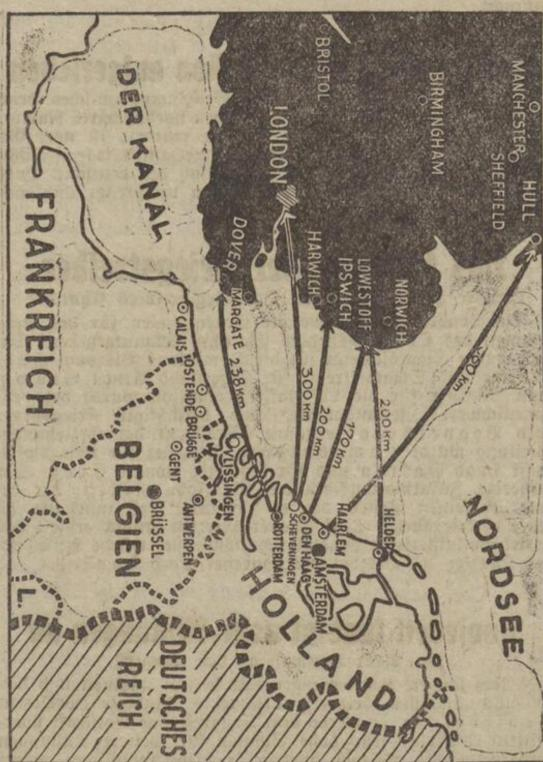 MANCHESTER
HULL
SHEFFIELD
BIRMINGHAM
BRISTOL
LONDON
NORWICH
LOWESTOFF
IPSWICH
HARWICH
DOVER
MARGATE
DER KANAL
FRANKREICH
NORDSEE
200 km
170 km
200 km
300 km
238 km
HELDER
HAARLEM
AMSTERDAM
DEN HAAG
SCHEVENINGEN
ROTTERDAM
HOLLAND
VLISSINGEN
CALAIS
OSTENDE
BRÜGGE
GENT
ANTWERPEN
BRÜSSEL
BELGIEN
L.
DEUTSCHES
REICH